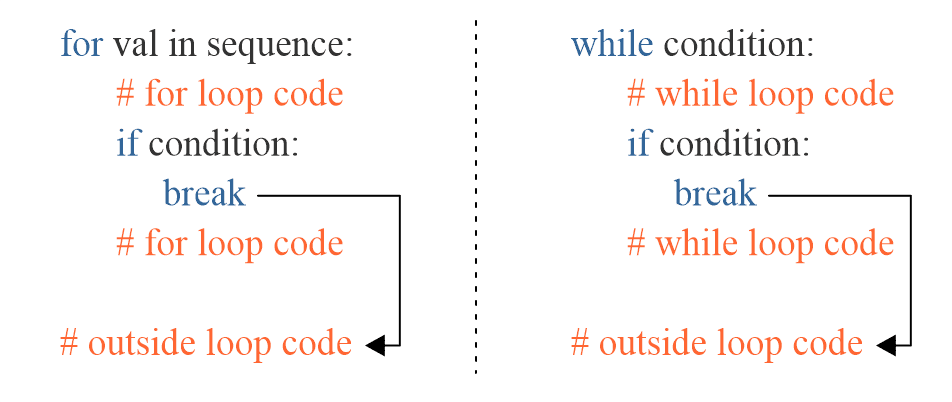 for val in sequence:
# for loop code
if condition:
break
# for loop code
# outside loop code
while condition:
# while loop code
if condition:
break
# while loop code
# outside loop code